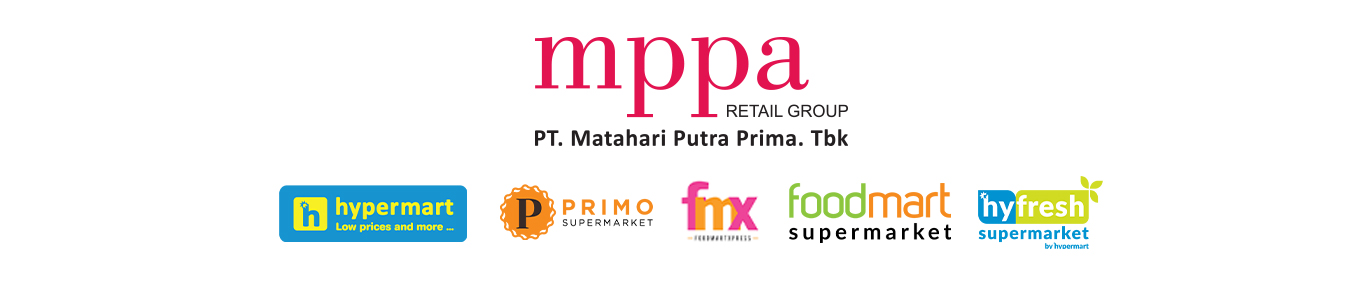 mppa
RETAIL GROUP
PT. Matahari Putra Prima. Tbk
h hypermart
Low prices and more ...
P PRIMO
SUPERMARKET
fmx
FOODMARTXPRESS
foodmart
supermarket
hyfresh
supermarket
by hypermart